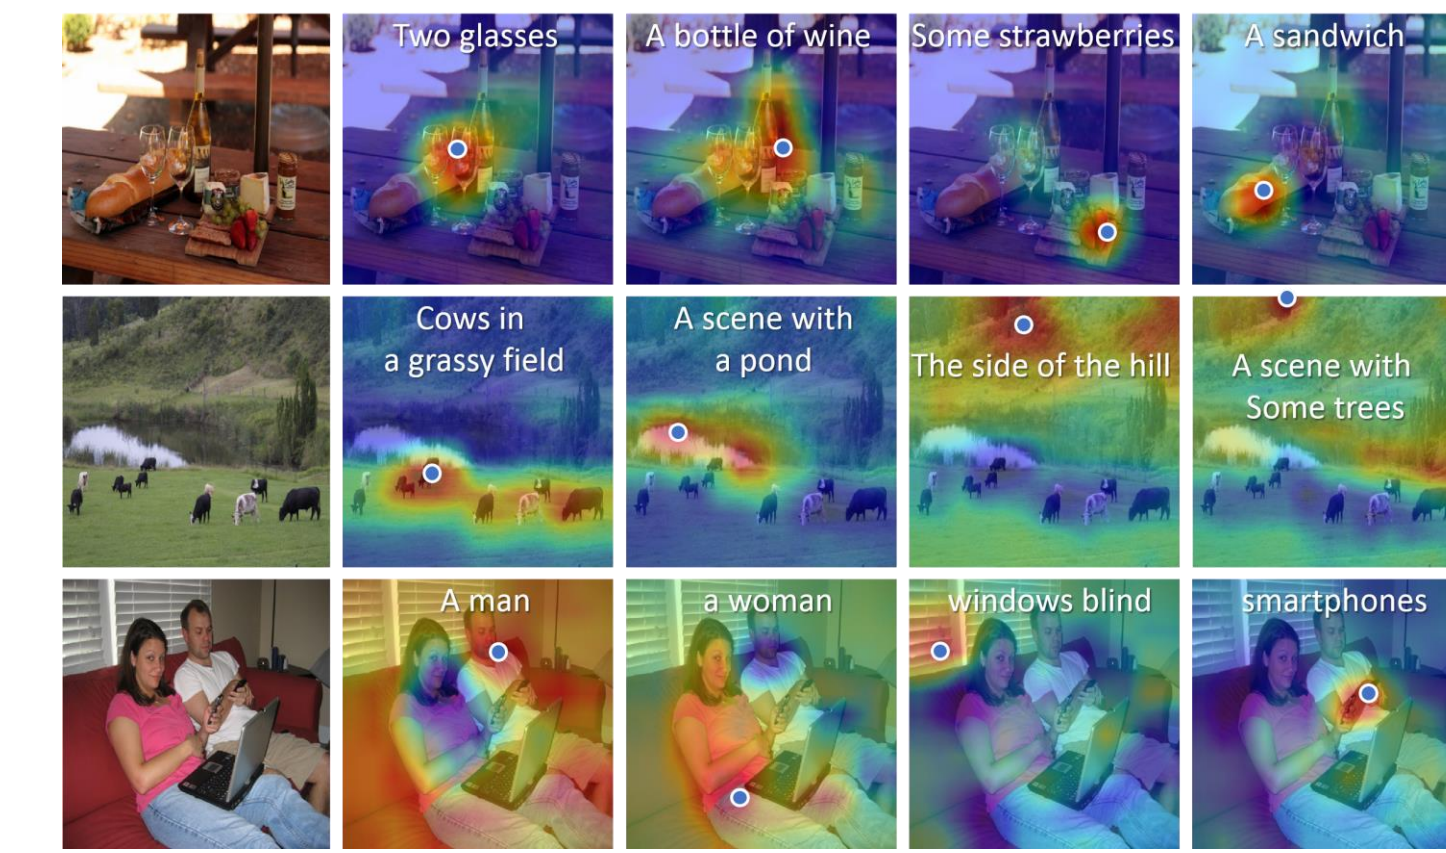 Two glasses
A bottle of wine
Some strawberries
A sandwich
Cows in
a grassy field
A scene with
a pond
The side of the hill
A scene with
Some trees
A man
a woman
windows blind
smartphones